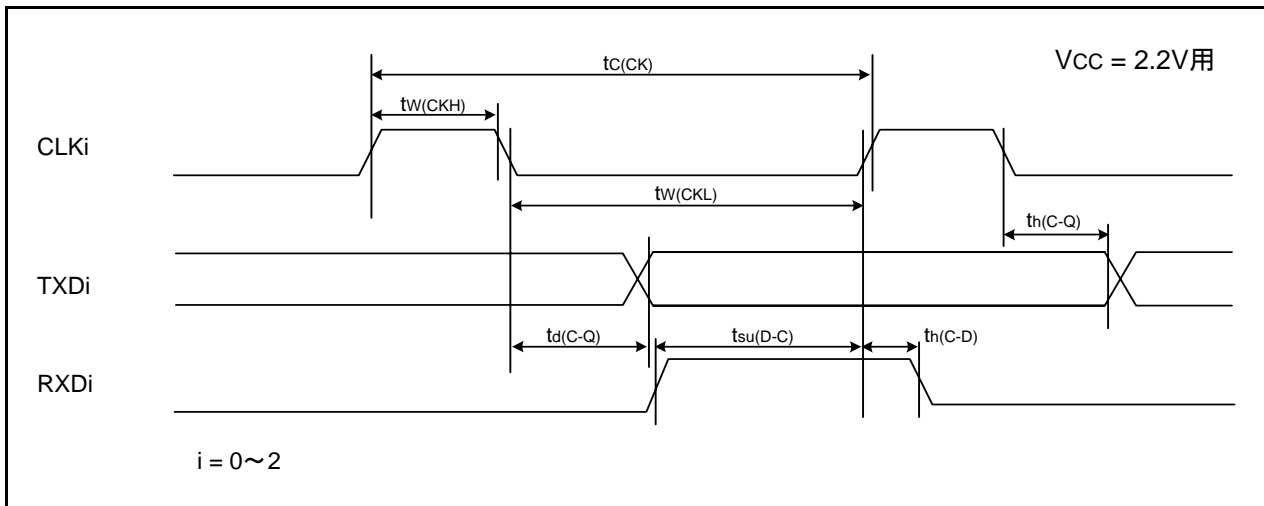 VCC = 2.2V用
tC(CK)
tW(CKH)
CLKi
tW(CKL)
th(C-Q)
TXDi
td(C-Q)
tsu(D-C)
th(C-D)
RXDi
i = 0～2